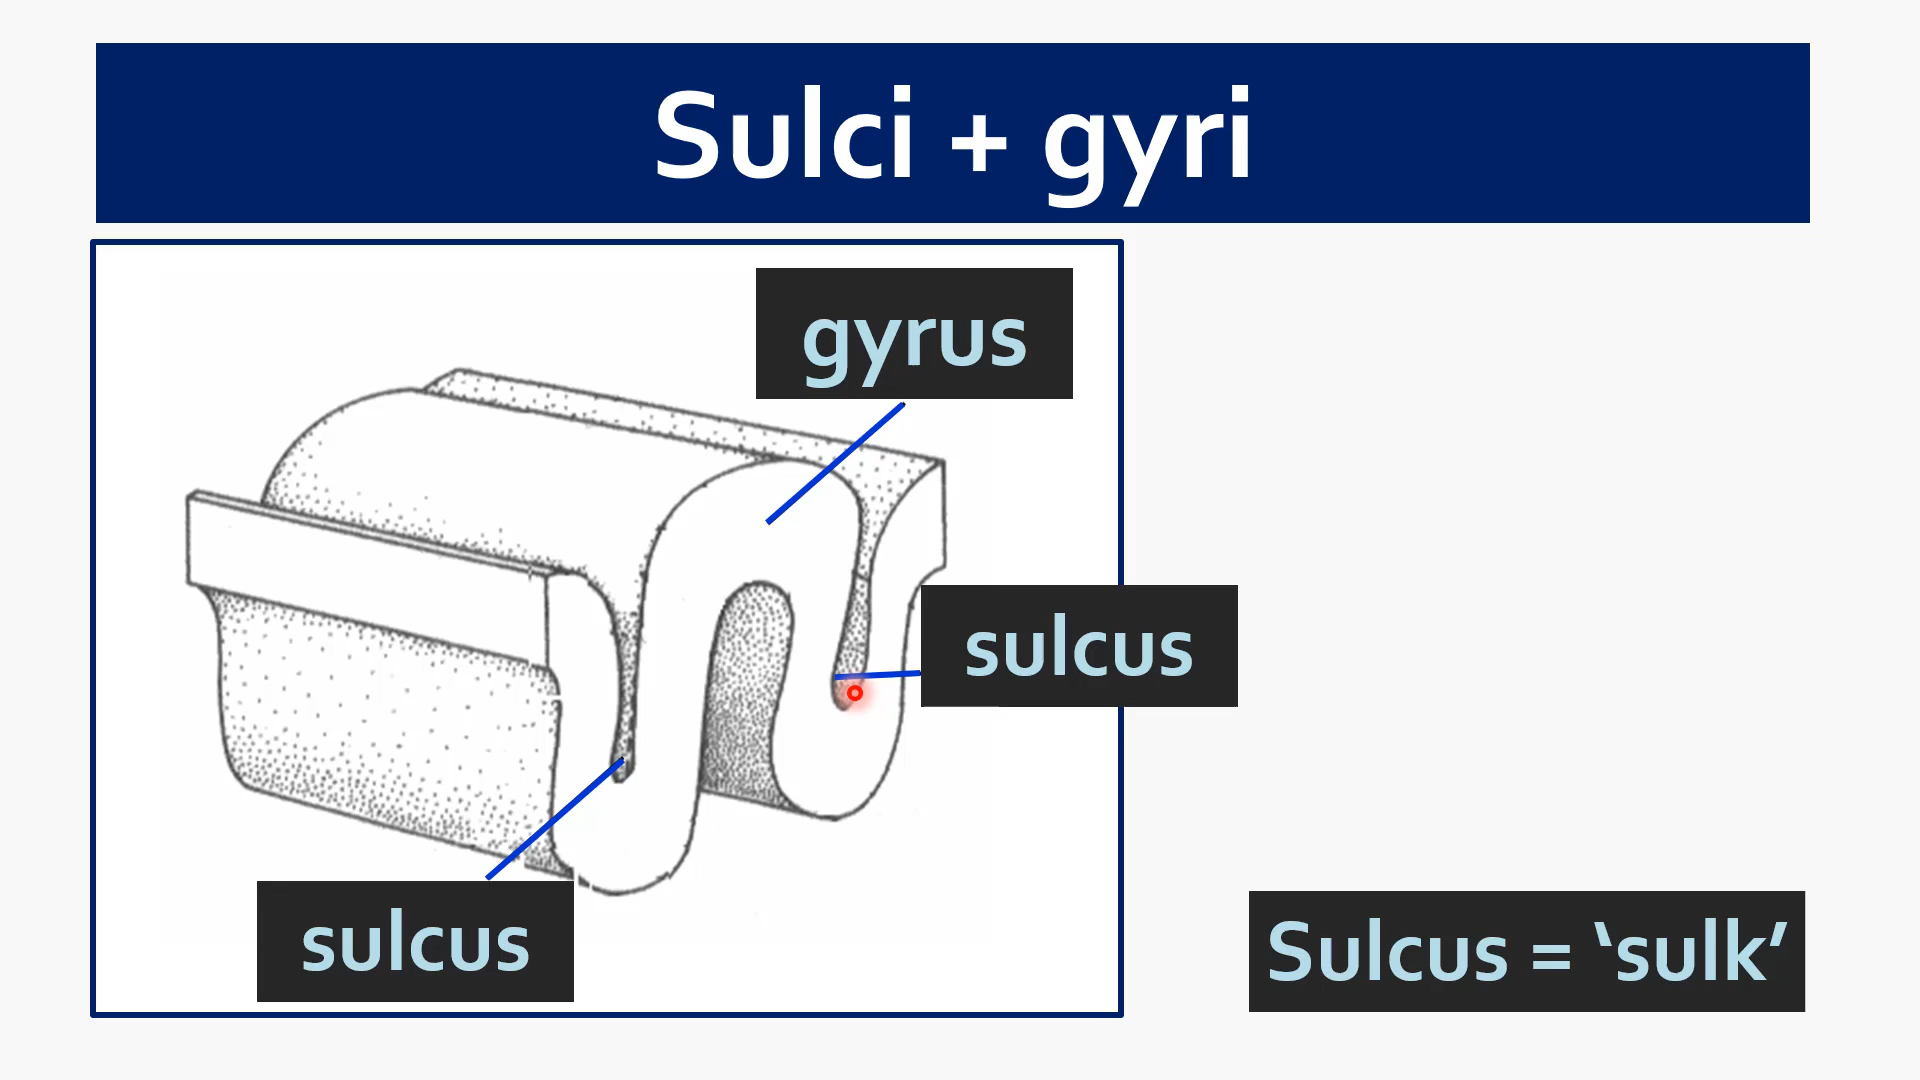 Sulci + gyri
gyrus
sulcus
sulcus
Sulcus = ‘sulk’